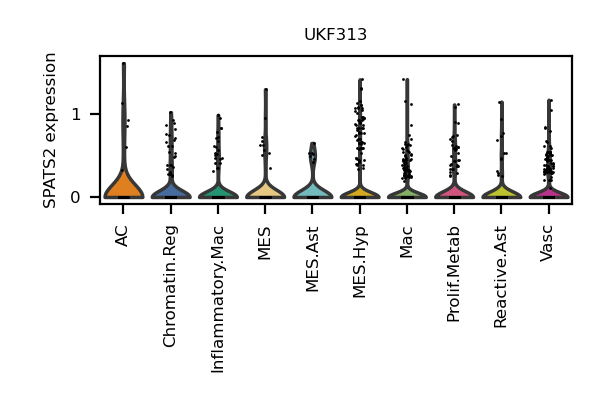 UKF313
SPATS2 expression
1
0
AC
Chromatin.Reg
Inflammatory.Mac
MES
MES.Ast
MES.Hyp
Mac
Prolif.Metab
Reactive.Ast
Vasc